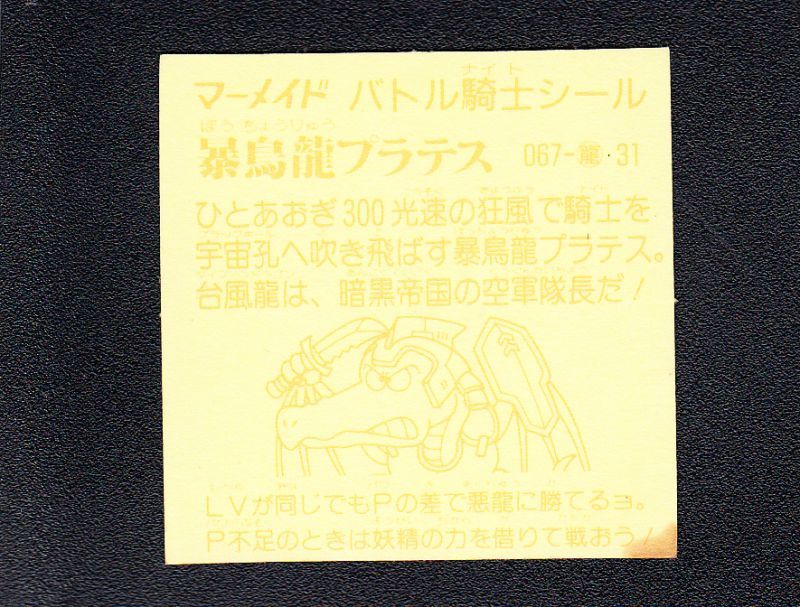 マーメイド バトル騎士シール
ナイト
ぼうちょうりゅう
暴鳥龍プラテス 067-龍・31
ひとあおぎ300光速の狂風で騎士を
宇宙孔へ吹き飛ばす暴鳥龍プラテス。
台風龍は、暗黒帝国の空軍隊長だ！
LVが同じでもPの差で悪龍に勝てるヨ。
P不足のときは妖精の力を借りて戦おう！